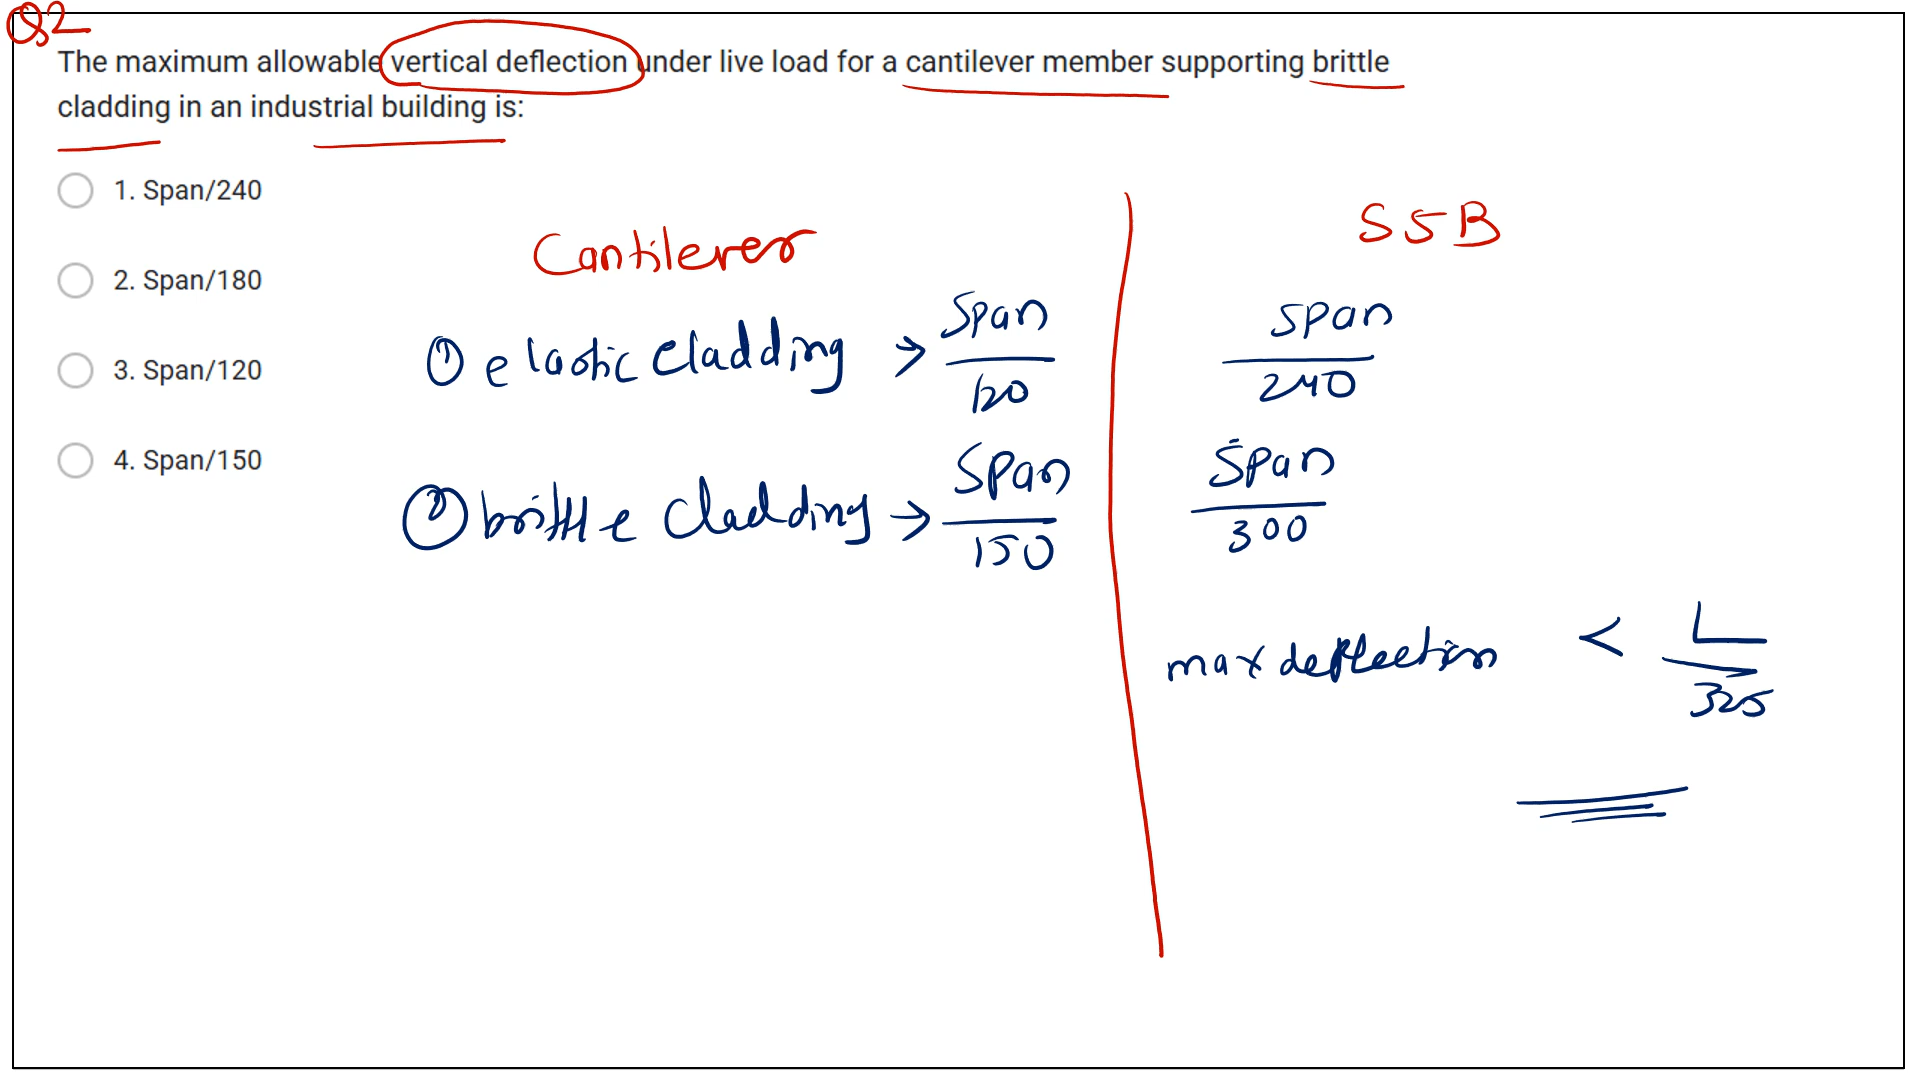 Q2
The maximum allowable vertical deflection under live load for a cantilever member supporting brittle
cladding in an industrial building is:
1. Span/240
2. Span/180
3. Span/120
4. Span/150
Cantilever
① elastic cladding → Span/120
② brittle cladding → Span/150
SSB
span/240
Span/300
max deflection < L/325